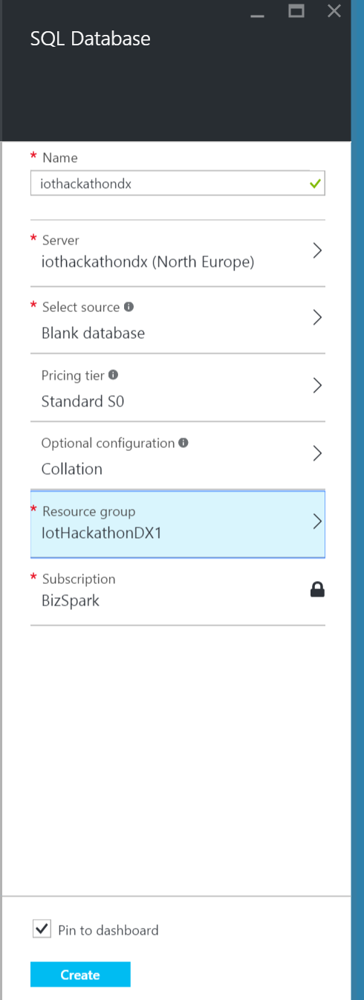 SQL Database
* Name
iothackathondx
* Server
iothackathondx (North Europe)
* Select source
Blank database
Pricing tier
Standard S0
Optional configuration
Collation
* Resource group
IotHackathonDX1
* Subscription
BizSpark
Pin to dashboard
Create